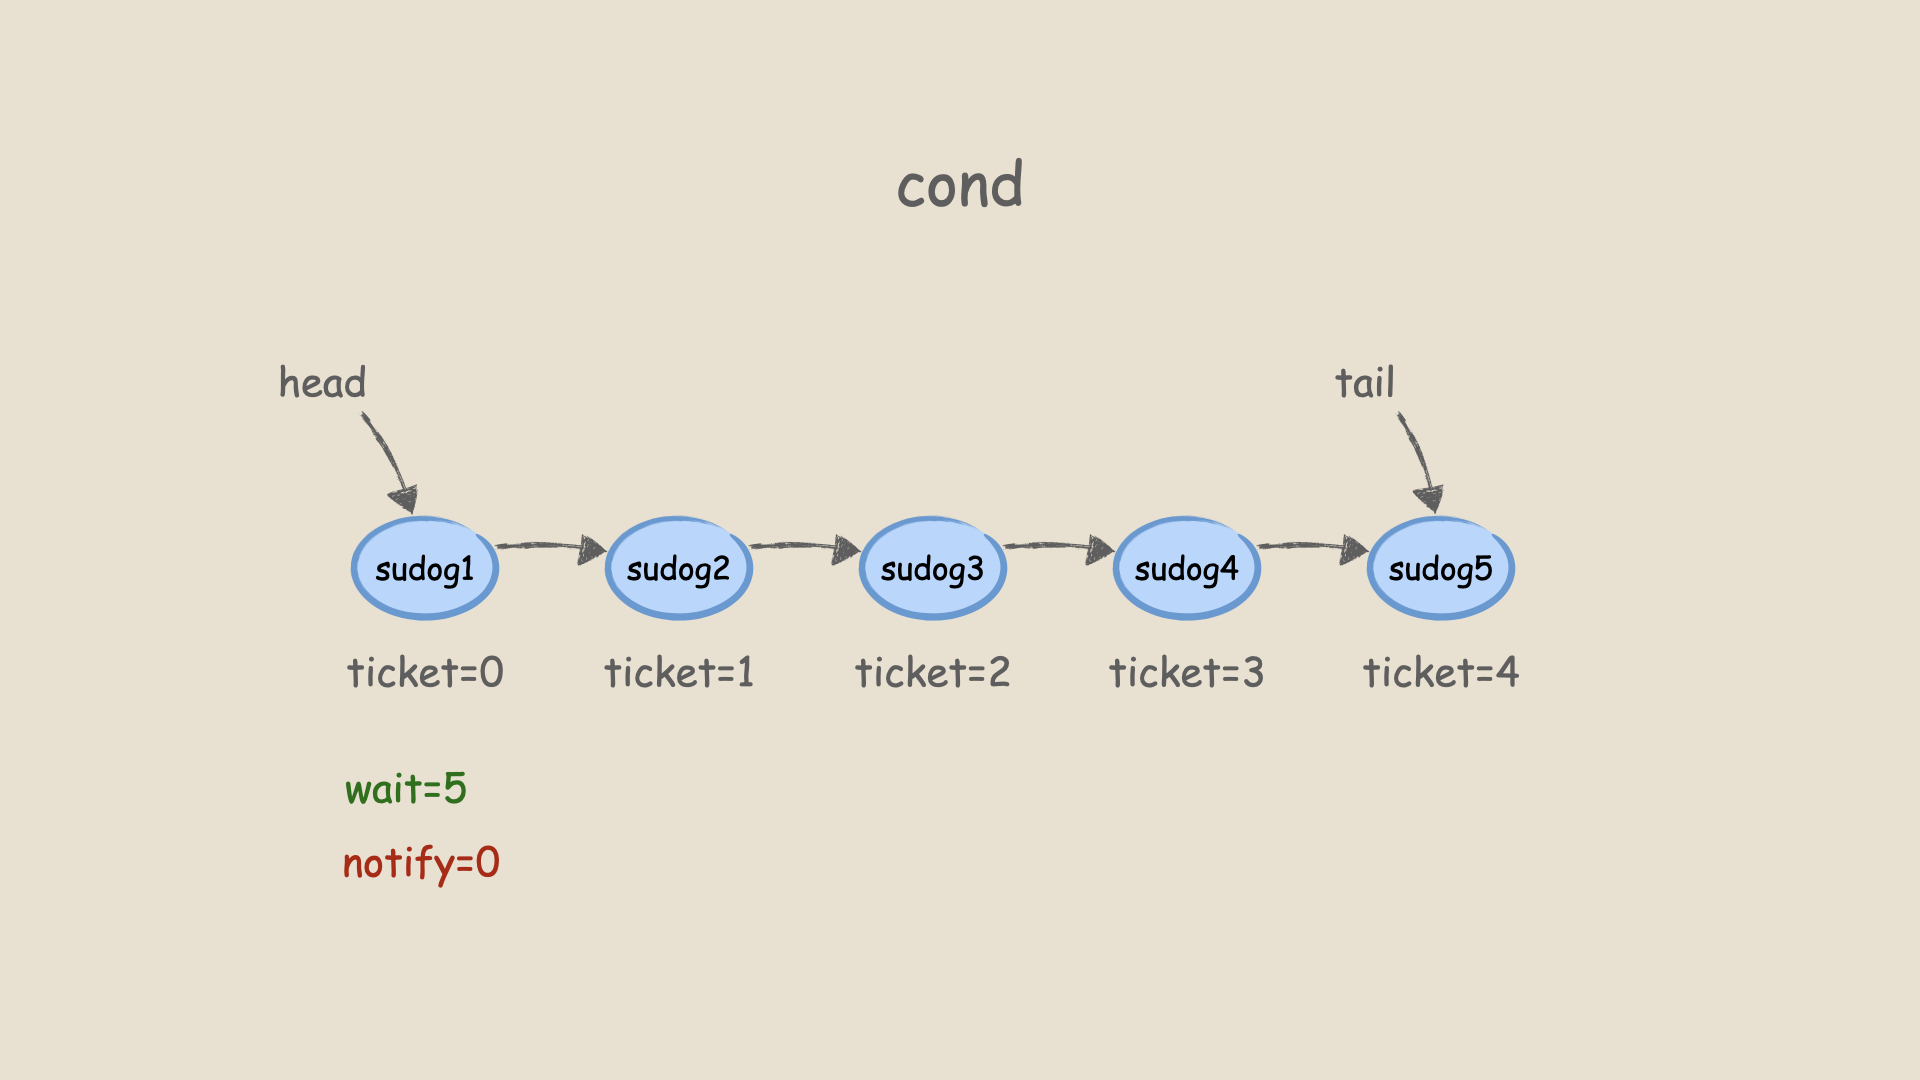 cond
head tail
sudog1 sudog2 sudog3 sudog4 sudog5
ticket=0 ticket=1 ticket=2 ticket=3 ticket=4
wait=5
notify=0